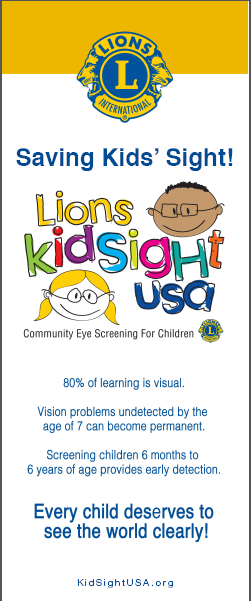 LIONS
L
INTERNATIONAL
Saving Kids' Sight!
Lions
kidSigHt
usa
Community Eye Screening For Children
80% of learning is visual.
Vision problems undetected by the
age of 7 can become permanent.
Screening children 6 months to
6 years of age provides early detection.
Every child deserves to
see the world clearly!
KidSightUSA.org